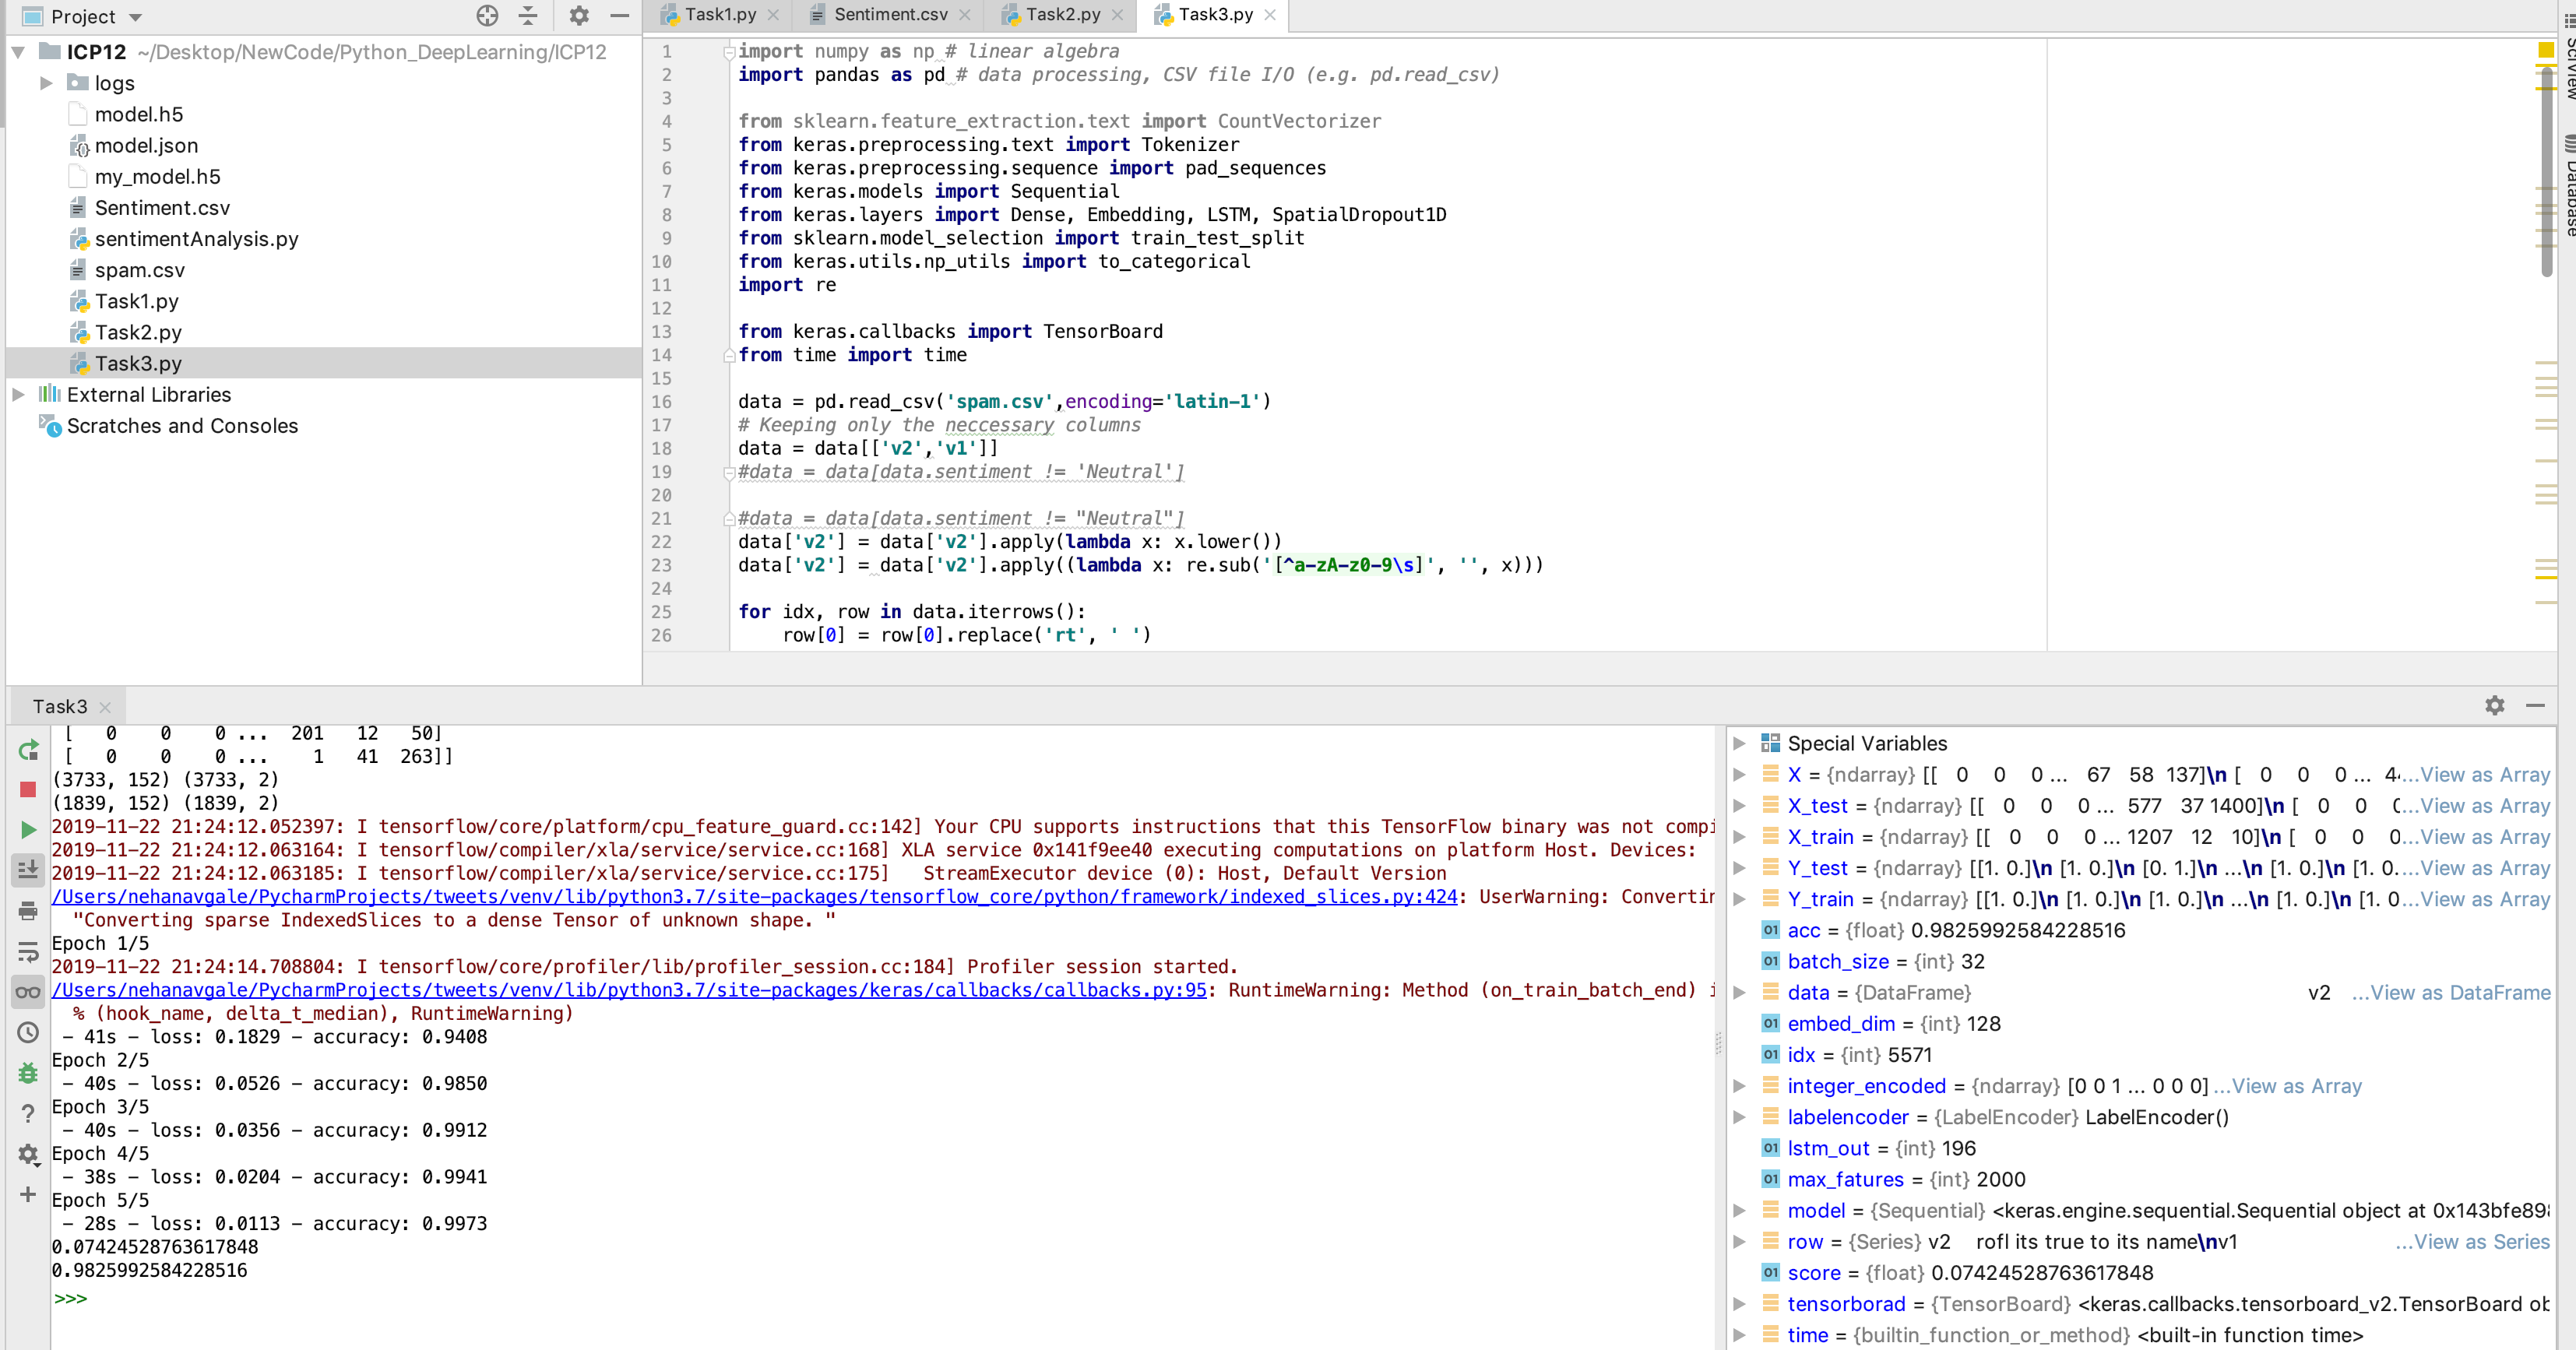 Project
ICP12 ~/Desktop/NewCode/Python_DeepLearning/ICP12
logs
model.h5
model.json
my_model.h5
Sentiment.csv
sentimentAnalysis.py
spam.csv
Task1.py
Task2.py
Task3.py
External Libraries
Scratches and Consoles
Task1.py Sentiment.csv Task2.py Task3.py
1 import numpy as np # linear algebra
2 import pandas as pd # data processing, CSV file I/O (e.g. pd.read_csv)
3
4 from sklearn.feature_extraction.text import CountVectorizer
5 from keras.preprocessing.text import Tokenizer
6 from keras.preprocessing.sequence import pad_sequences
7 from keras.models import Sequential
8 from keras.layers import Dense, Embedding, LSTM, SpatialDropout1D
9 from sklearn.model_selection import train_test_split
10 from keras.utils.np_utils import to_categorical
11 import re
12
13 from keras.callbacks import TensorBoard
14 from time import time
15
16 data = pd.read_csv('spam.csv',encoding='latin-1')
17 # Keeping only the neccessary columns
18 data = data[['v2','v1']]
19 #data = data[data.sentiment != 'Neutral']
20
21 #data = data[data.sentiment != "Neutral"]
22 data['v2'] = data['v2'].apply(lambda x: x.lower())
23 data['v2'] = data['v2'].apply((lambda x: re.sub('[^a-zA-z0-9\s]', '', x)))
24
25 for idx, row in data.iterrows():
26 row[0] = row[0].replace('rt', ' ')
SciView
Database
Task3
[ 0 0 0 ... 201 12 50]
[ 0 0 0 ... 1 41 263]]
(3733, 152) (3733, 2)
(1839, 152) (1839, 2)
2019-11-22 21:24:12.052397: I tensorflow/core/platform/cpu_feature_guard.cc:142] Your CPU supports instructions that this TensorFlow binary was not compi
2019-11-22 21:24:12.063164: I tensorflow/compiler/xla/service/service.cc:168] XLA service 0x141f9ee40 executing computations on platform Host. Devices:
2019-11-22 21:24:12.063185: I tensorflow/compiler/xla/service/service.cc:175] StreamExecutor device (0): Host, Default Version
/Users/nehanavgale/PycharmProjects/tweets/venv/lib/python3.7/site-packages/tensorflow_core/python/framework/indexed_slices.py:424: UserWarning: Convertin
"Converting sparse IndexedSlices to a dense Tensor of unknown shape. "
Epoch 1/5
2019-11-22 21:24:14.708804: I tensorflow/core/profiler/lib/profiler_session.cc:184] Profiler session started.
/Users/nehanavgale/PycharmProjects/tweets/venv/lib/python3.7/site-packages/keras/callbacks/callbacks.py:95: RuntimeWarning: Method (on_train_batch_end) i
% (hook_name, delta_t_median), RuntimeWarning)
- 41s - loss: 0.1829 - accuracy: 0.9408
Epoch 2/5
- 40s - loss: 0.0526 - accuracy: 0.9850
Epoch 3/5
- 40s - loss: 0.0356 - accuracy: 0.9912
Epoch 4/5
- 38s - loss: 0.0204 - accuracy: 0.9941
Epoch 5/5
- 28s - loss: 0.0113 - accuracy: 0.9973
0.07424528763617848
0.9825992584228516
>>>
Special Variables
X = {ndarray} [[ 0 0 0 ... 67 58 137]\n [ 0 0 0 ... 4...View as Array
X_test = {ndarray} [[ 0 0 0 ... 577 37 1400]\n [ 0 0 0...View as Array
X_train = {ndarray} [[ 0 0 0 ... 1207 12 10]\n [ 0 0 0...View as Array
Y_test = {ndarray} [[1. 0.]\n [1. 0.]\n [0. 1.]\n ...\n [1. 0.]\n [1. 0...View as Array
Y_train = {ndarray} [[1. 0.]\n [1. 0.]\n [1. 0.]\n ...\n [1. 0.]\n [1. 0...View as Array
acc = {float} 0.9825992584228516
batch_size = {int} 32
data = {DataFrame} v2 ...View as DataFrame
embed_dim = {int} 128
idx = {int} 5571
integer_encoded = {ndarray} [0 0 1 ... 0 0 0] ...View as Array
labelencoder = {LabelEncoder} LabelEncoder()
lstm_out = {int} 196
max_fatures = {int} 2000
model = {Sequential} <keras.engine.sequential.Sequential object at 0x143bfe898
row = {Series} v2 rofl its true to its name\nv1 ...View as Series
score = {float} 0.07424528763617848
tensorborad = {TensorBoard} <keras.callbacks.tensorboard_v2.TensorBoard ob
time = {builtin_function_or_method} <built-in function time>